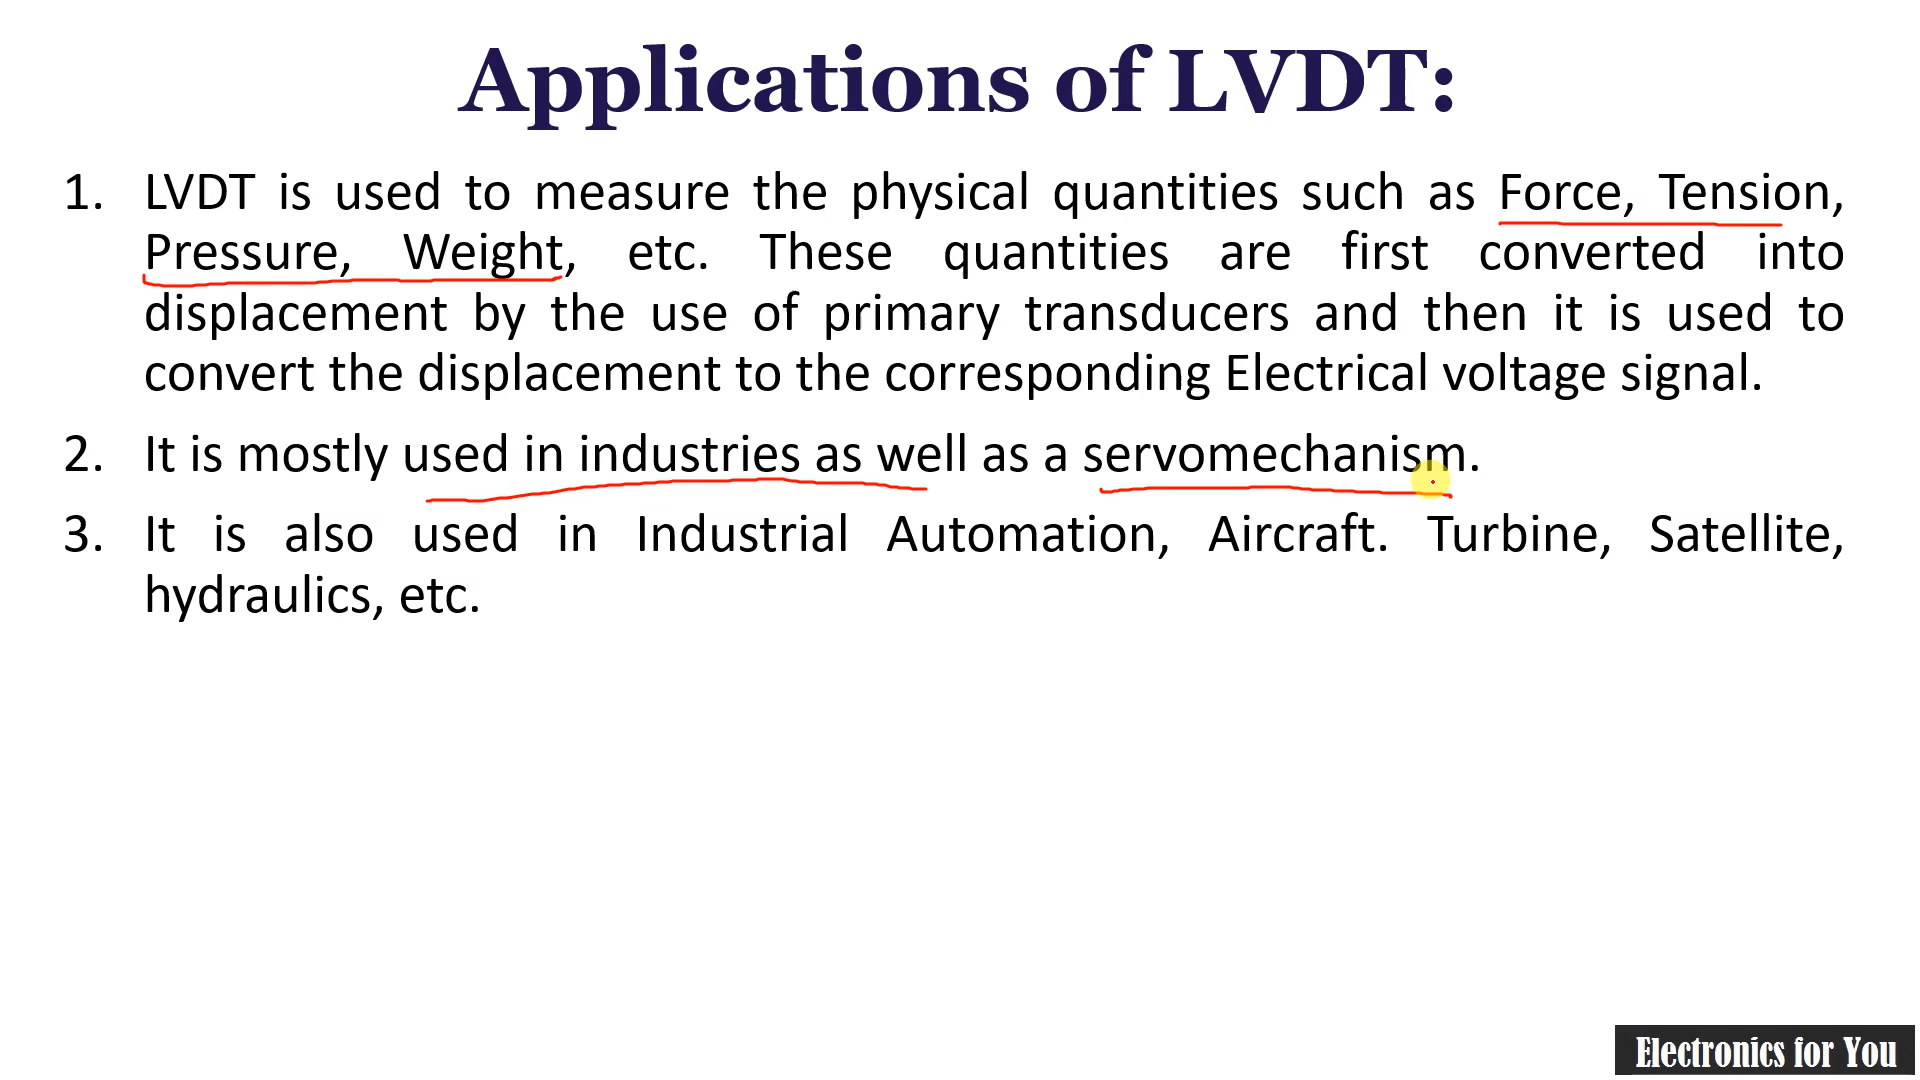 Applications of LVDT:
1. LVDT is used to measure the physical quantities such as Force, Tension,
Pressure, Weight, etc. These quantities are first converted into
displacement by the use of primary transducers and then it is used to
convert the displacement to the corresponding Electrical voltage signal.
2. It is mostly used in industries as well as a servomechanism.
3. It is also used in Industrial Automation, Aircraft. Turbine, Satellite,
hydraulics, etc.
Electronics for You